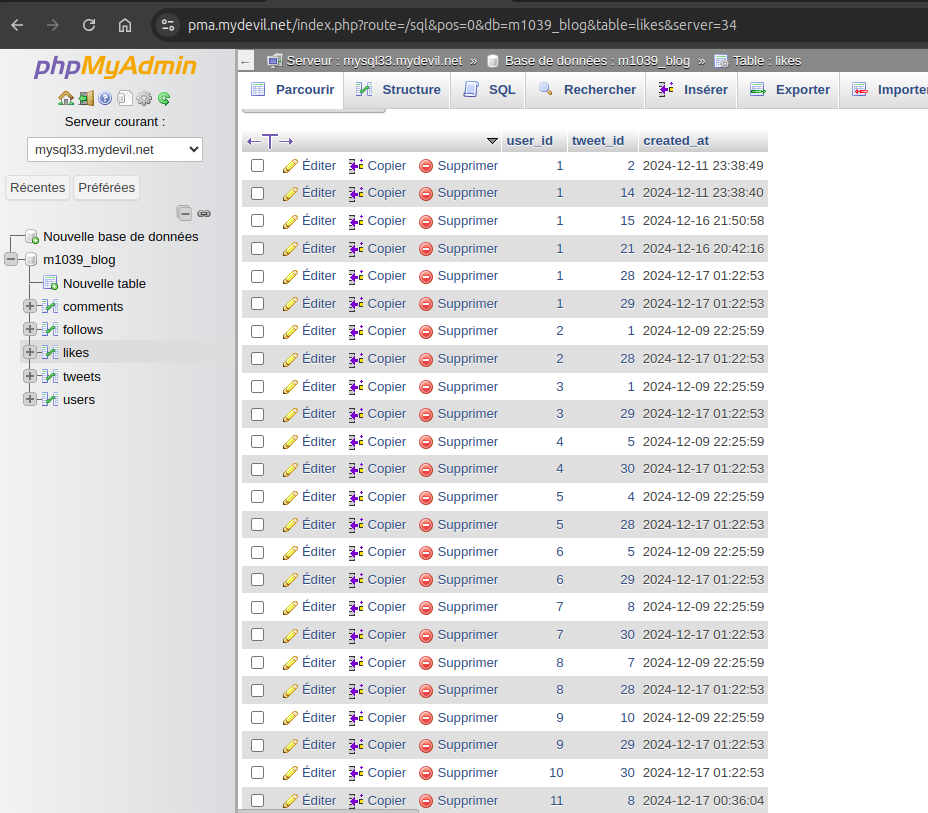 pma.mydevil.net/index.php?route=/sql&pos=0&db=m1039_blog&table=likes&server=34
phpMyAdmin
Serveur courant :
mysql33.mydevil.net
Récentes Préférées
Nouvelle base de données
m1039_blog
Nouvelle table
comments
follows
likes
tweets
users
Serveur : mysql33.mydevil.net » Base de données : m1039_blog » Table : likes
Parcourir Structure SQL Rechercher Insérer Exporter Importer
user_id tweet_id created_at
Éditer Copier Supprimer 1 2 2024-12-11 23:38:49
Éditer Copier Supprimer 1 14 2024-12-11 23:38:40
Éditer Copier Supprimer 1 15 2024-12-16 21:50:58
Éditer Copier Supprimer 1 21 2024-12-16 20:42:16
Éditer Copier Supprimer 1 28 2024-12-17 01:22:53
Éditer Copier Supprimer 1 29 2024-12-17 01:22:53
Éditer Copier Supprimer 2 1 2024-12-09 22:25:59
Éditer Copier Supprimer 2 28 2024-12-17 01:22:53
Éditer Copier Supprimer 3 1 2024-12-09 22:25:59
Éditer Copier Supprimer 3 29 2024-12-17 01:22:53
Éditer Copier Supprimer 4 5 2024-12-09 22:25:59
Éditer Copier Supprimer 4 30 2024-12-17 01:22:53
Éditer Copier Supprimer 5 4 2024-12-09 22:25:59
Éditer Copier Supprimer 5 28 2024-12-17 01:22:53
Éditer Copier Supprimer 6 5 2024-12-09 22:25:59
Éditer Copier Supprimer 6 29 2024-12-17 01:22:53
Éditer Copier Supprimer 7 8 2024-12-09 22:25:59
Éditer Copier Supprimer 7 30 2024-12-17 01:22:53
Éditer Copier Supprimer 8 7 2024-12-09 22:25:59
Éditer Copier Supprimer 8 28 2024-12-17 01:22:53
Éditer Copier Supprimer 9 10 2024-12-09 22:25:59
Éditer Copier Supprimer 9 29 2024-12-17 01:22:53
Éditer Copier Supprimer 10 30 2024-12-17 01:22:53
Éditer Copier Supprimer 11 8 2024-12-17 00:36:04